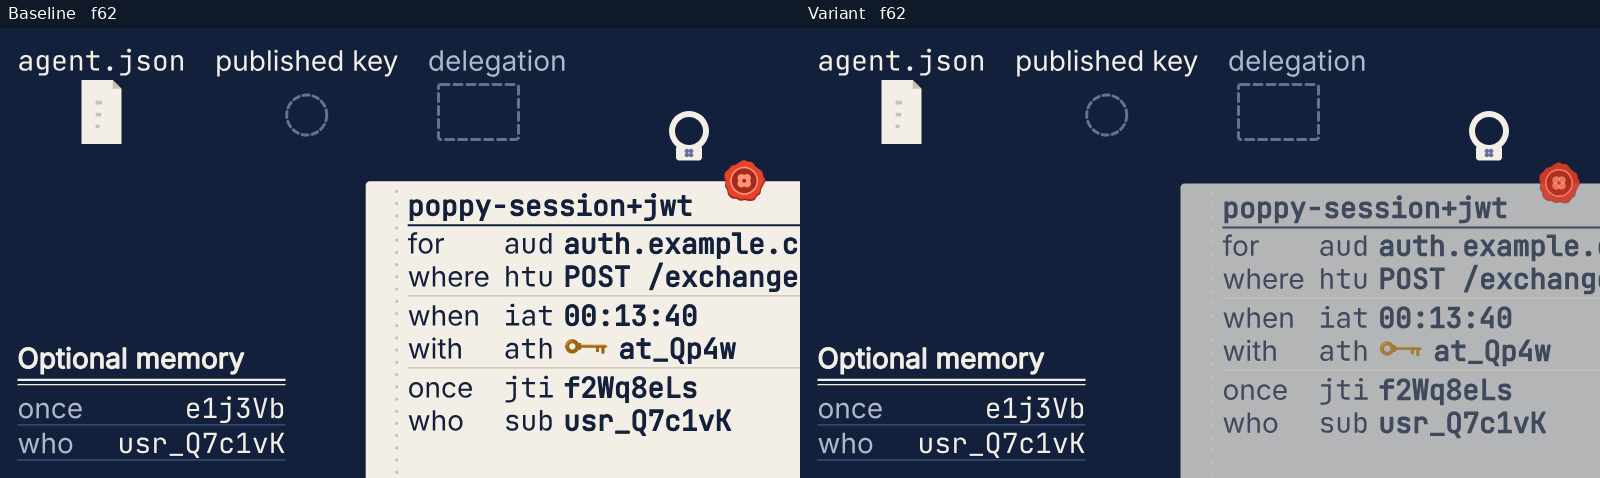 Baseline f62
agent.json published key delegation
poppy-session+jwt
for aud auth.example.c
where htu POST /exchange
when iat 00:13:40
with ath at_Qp4w
once jti f2Wq8eLs
who sub usr_Q7c1vK
Optional memory
once e1j3Vb
who usr_Q7c1vK
Variant f62
agent.json published key delegation
poppy-session+jwt
for aud auth.example.c
where htu POST /exchange
when iat 00:13:40
with ath at_Qp4w
once jti f2Wq8eLs
who sub usr_Q7c1vK
Optional memory
once e1j3Vb
who usr_Q7c1vK